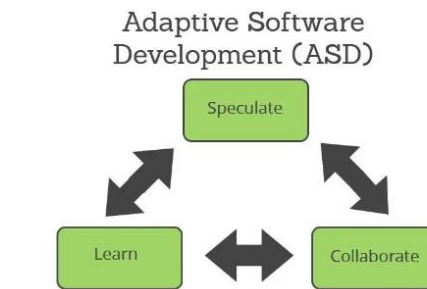 Adaptive Software
Development (ASD)
Speculate
Learn
Collaborate